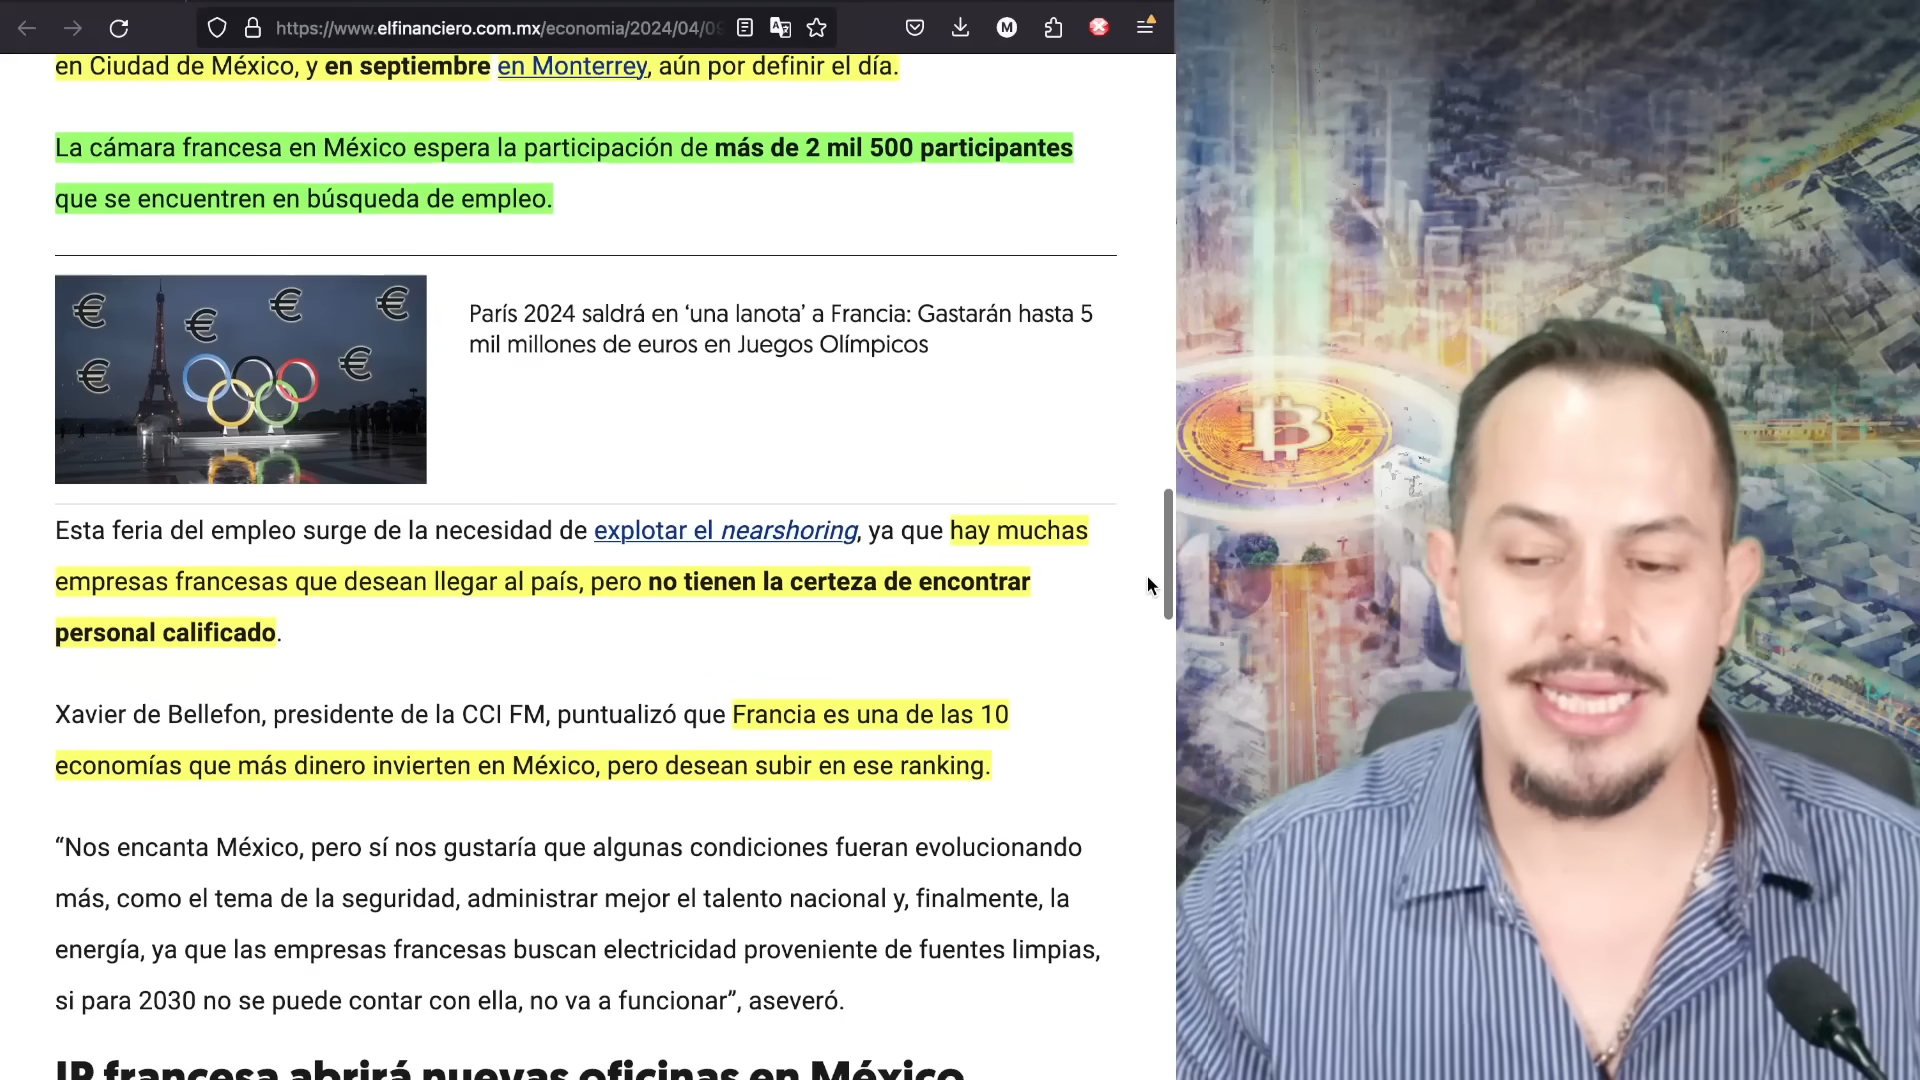 https://www.elfinanciero.com.mx/economia/2024/04/09
en Ciudad de México, y en septiembre en Monterrey, aún por definir el día.
La cámara francesa en México espera la participación de más de 2 mil 500 participantes
que se encuentren en búsqueda de empleo.
París 2024 saldrá en ‘una lanota’ a Francia: Gastarán hasta 5
mil millones de euros en Juegos Olímpicos
Esta feria del empleo surge de la necesidad de explotar el nearshoring, ya que hay muchas
empresas francesas que desean llegar al país, pero no tienen la certeza de encontrar
personal calificado.
Xavier de Bellefon, presidente de la CCI FM, puntualizó que Francia es una de las 10
economías que más dinero invierten en México, pero desean subir en ese ranking.
“Nos encanta México, pero sí nos gustaría que algunas condiciones fueran evolucionando
más, como el tema de la seguridad, administrar mejor el talento nacional y, finalmente, la
energía, ya que las empresas francesas buscan electricidad proveniente de fuentes limpias,
si para 2030 no se puede contar con ella, no va a funcionar”, aseveró.
IP francesa abrirá nuevas oficinas en México